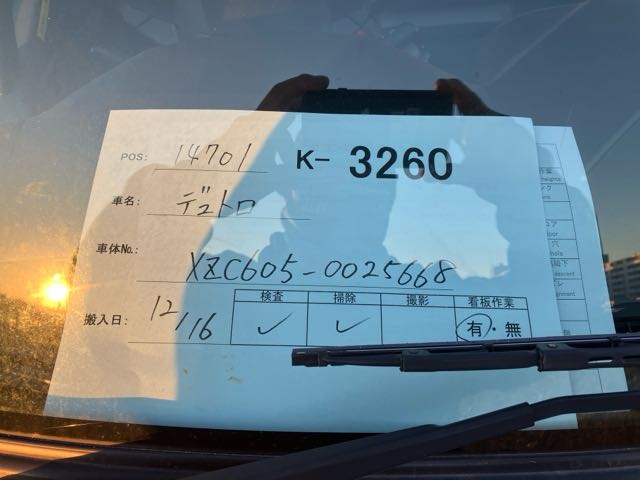 POS: 14701 K- 3260
車名: デュトロ
車体No.: XZC605-0025668
搬入日: 12/16
検査 掃除 撮影 看板作業
✓ ✓ 有・無